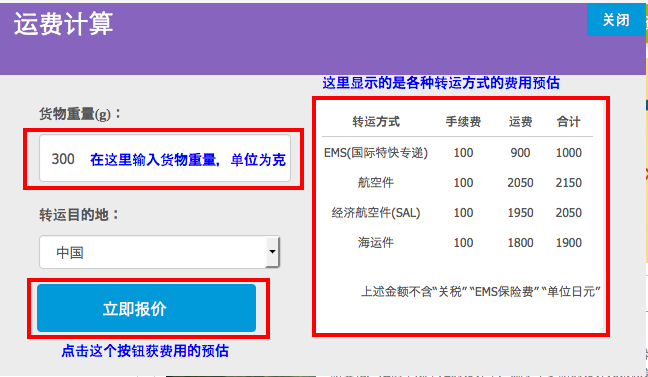 运费计算
关闭
这里显示的是各种转运方式的费用预估
货物重量(g)：
300 在这里输入货物重量，单位为克
转运目的地：
中国
立即报价
点击这个按钮获费用的预估
转运方式 手续费 运费 合计
EMS(国际特快专递) 100 900 1000
航空件 100 2050 2150
经济航空件(SAL) 100 1950 2050
海运件 100 1800 1900
上述金额不含“关税” “EMS保险费” “单位日元”